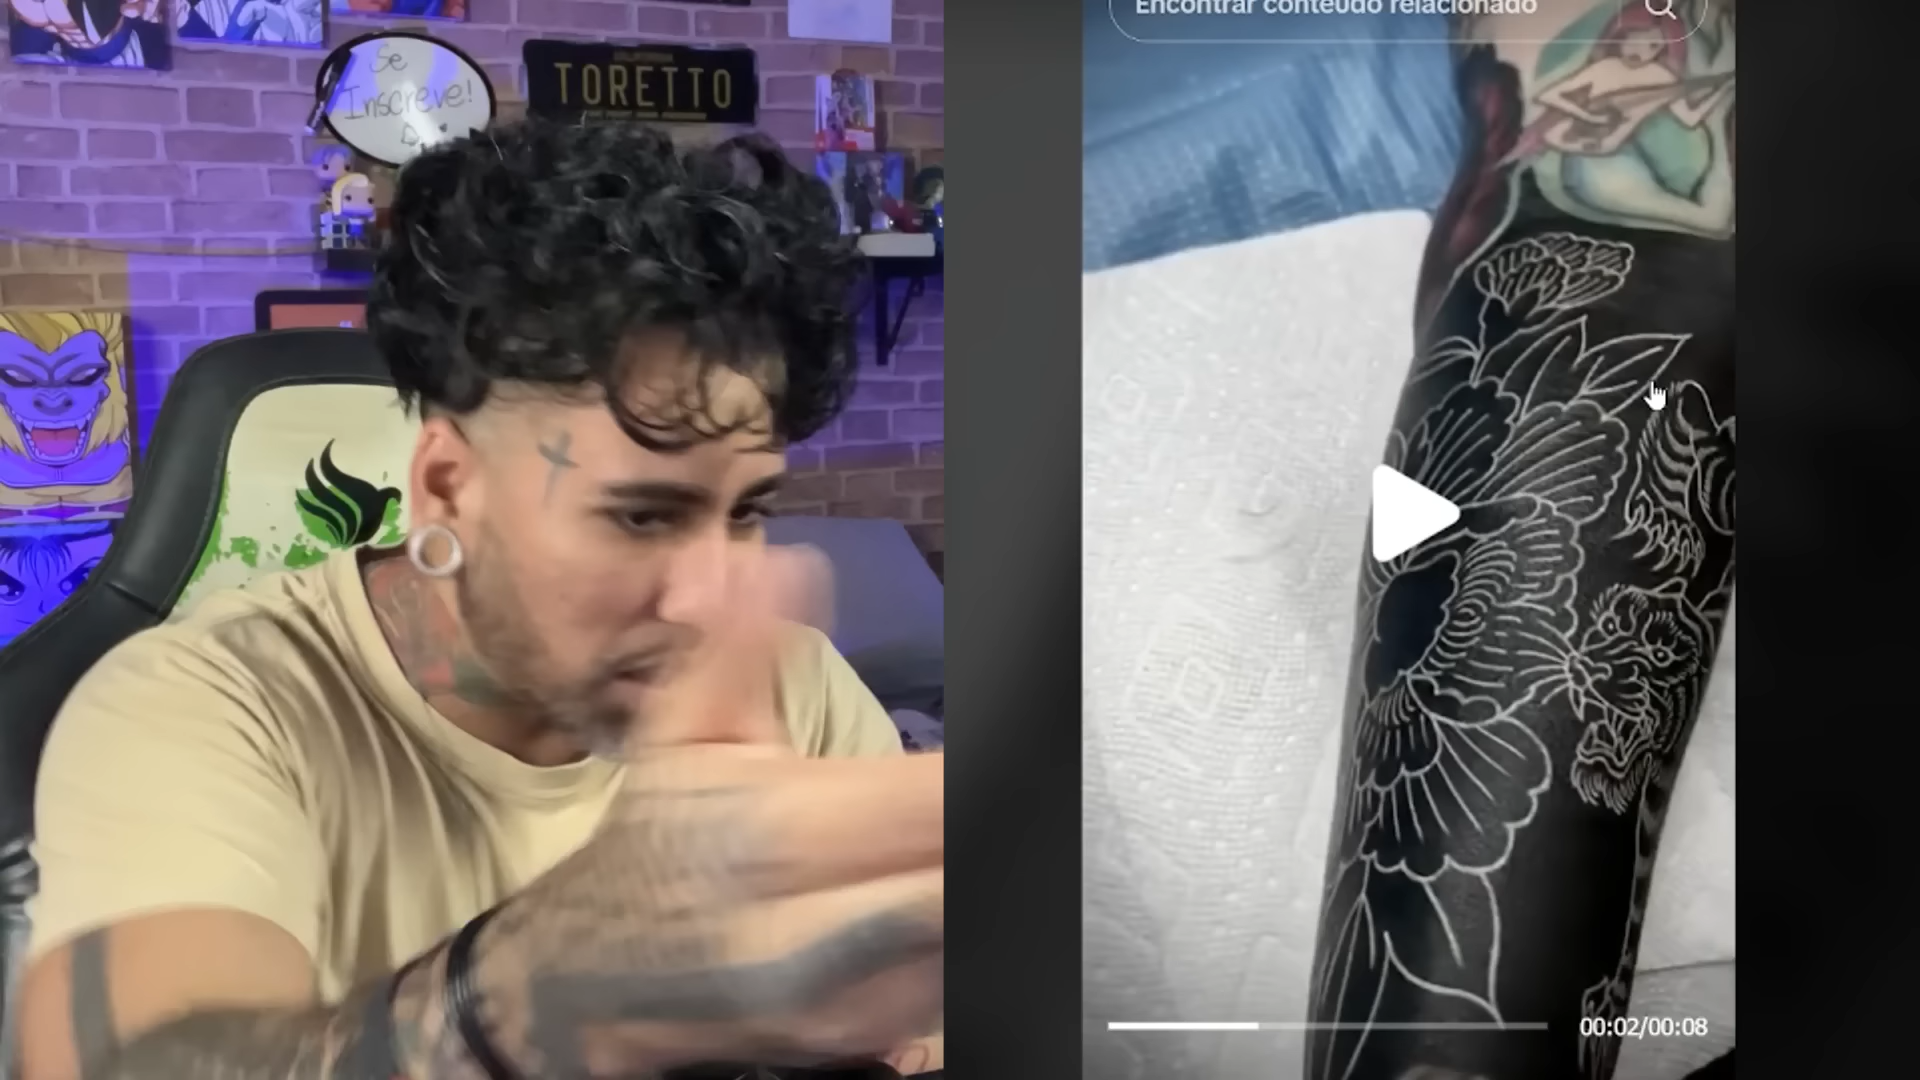 Encontrar conteúdo relacionado
Se
Inscreve!
TORETTO
00:02/00:08